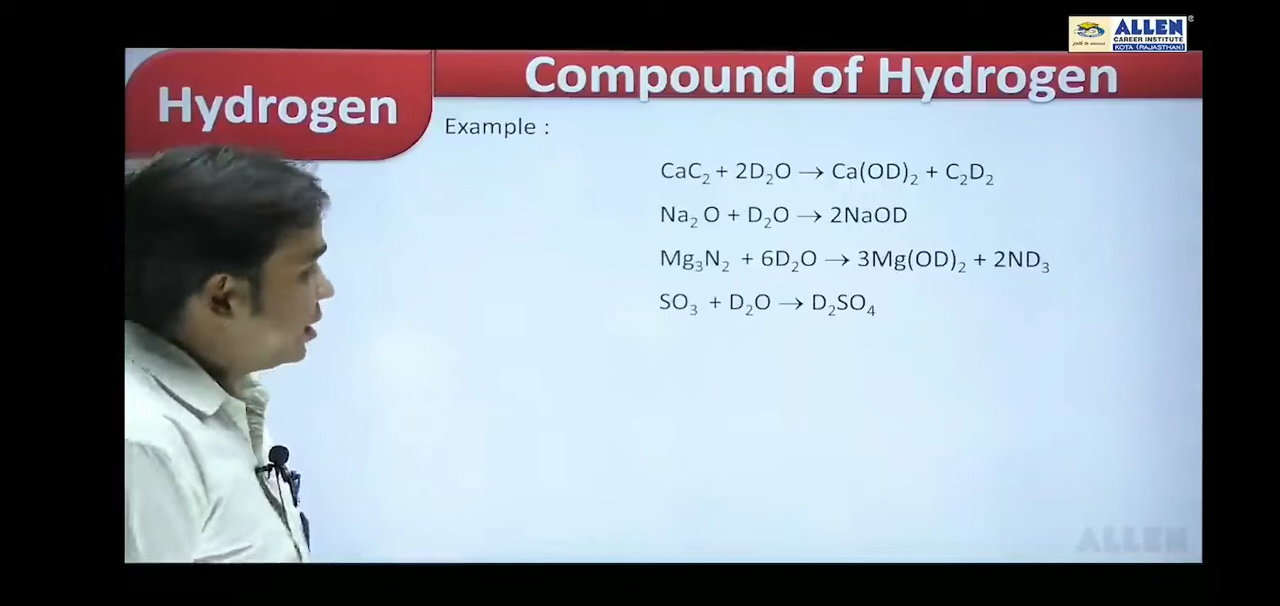 ALLEN
CAREER INSTITUTE
KOTA (RAJASTHAN)
Compound of Hydrogen
Hydrogen
Example :
CaC₂ + 2D₂O → Ca(OD)₂ + C₂D₂
Na₂O + D₂O → 2NaOD
Mg₃N₂ + 6D₂O → 3Mg(OD)₂ + 2ND₃
SO₃ + D₂O → D₂SO₄
ALLEN